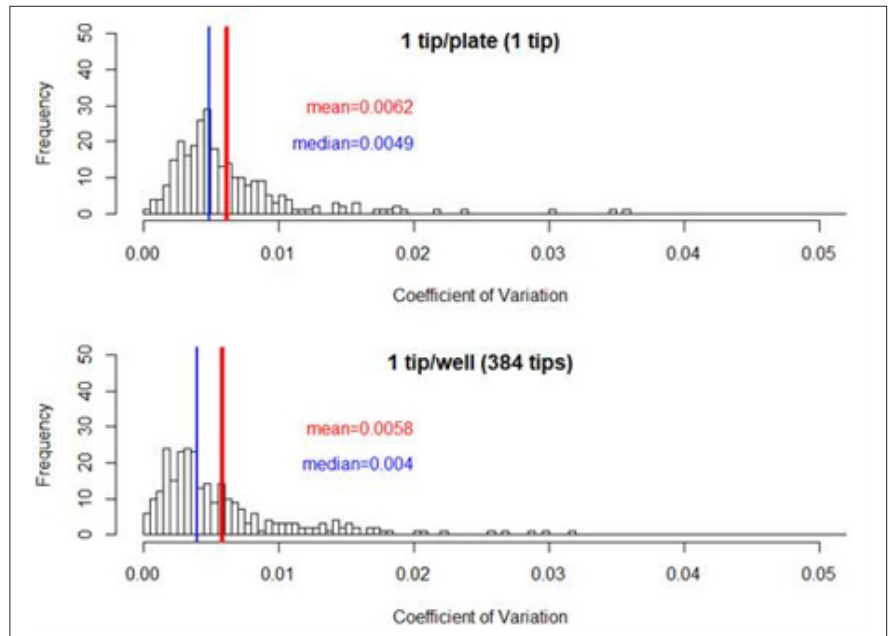 1 tip/plate (1 tip)
Frequency
50
40
30
20
10
0
mean=0.0062
median=0.0049
0.00 0.01 0.02 0.03 0.04 0.05
Coefficient of Variation
1 tip/well (384 tips)
Frequency
50
40
30
20
10
0
mean=0.0058
median=0.004
0.00 0.01 0.02 0.03 0.04 0.05
Coefficient of Variation